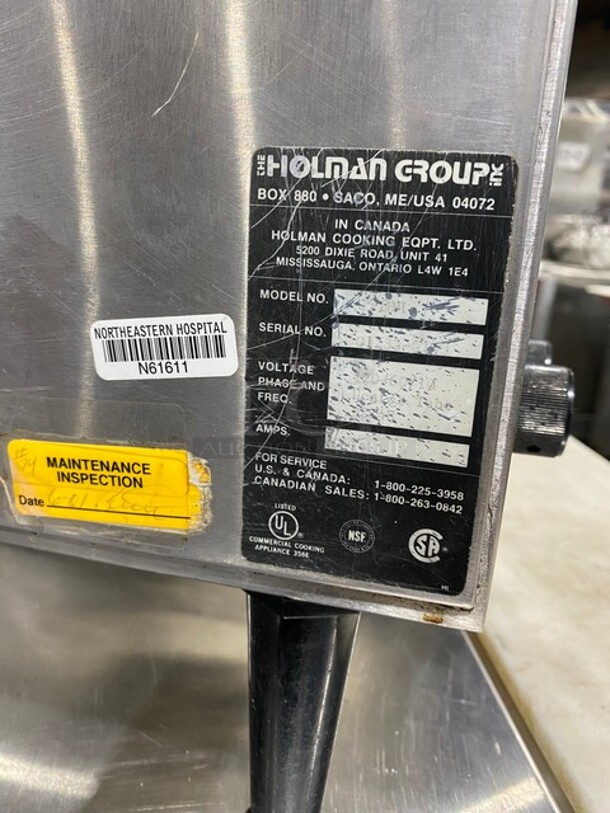 THE HOLMAN GROUP INC
BOX 880 • SACO, ME/USA 04072
IN CANADA
HOLMAN COOKING EQPT. LTD.
5200 DIXIE ROAD, UNIT 41
MISSISSAUGA, ONTARIO L4W 1E4
MODEL NO.
SERIAL NO.
VOLTAGE
PHASE AND
FREQ.
AMPS.
FOR SERVICE
U.S. & CANADA: 1-800-225-3958
CANADIAN SALES: 1-800-263-0842
LISTED
UL
COMMERCIAL COOKING
APPLIANCE 356E
NSF
SA
HI
NORTHEASTERN HOSPITAL
N61611
MAINTENANCE
INSPECTION
Date